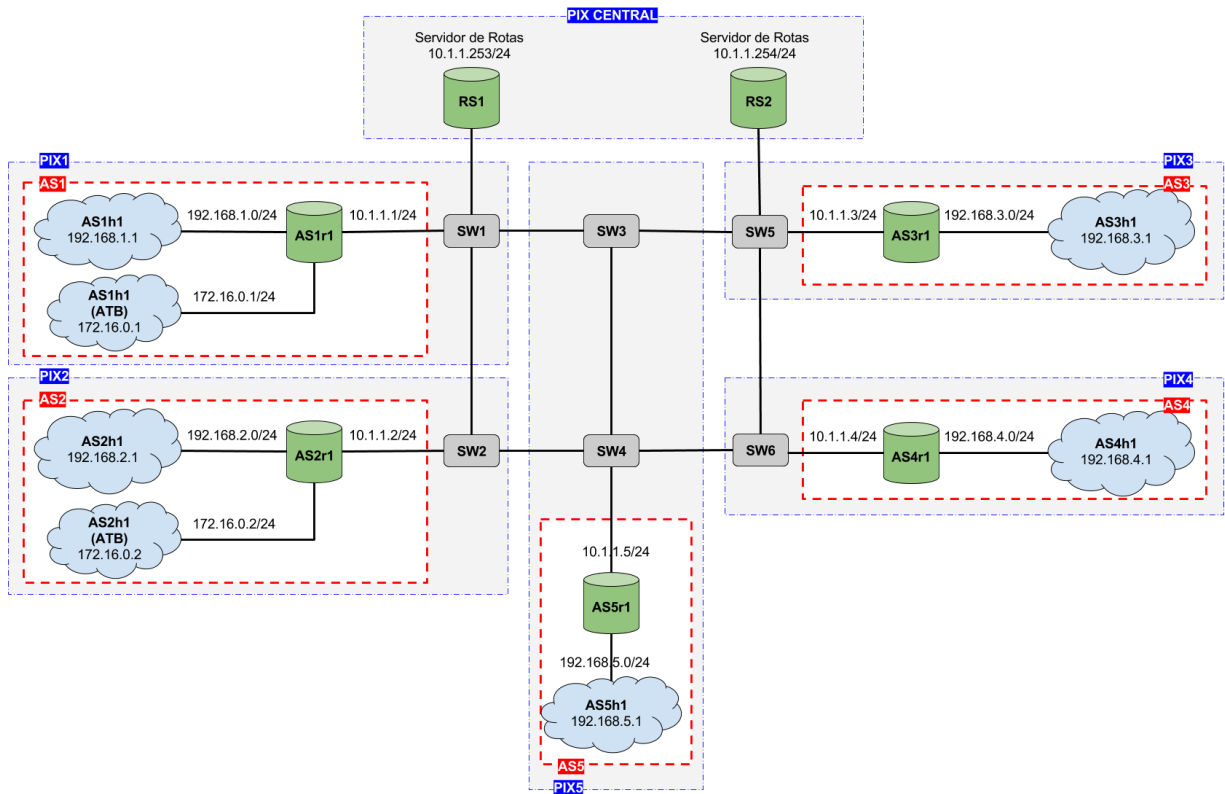 PIX CENTRAL
Servidor de Rotas
10.1.1.253/24
RS1
Servidor de Rotas
10.1.1.254/24
RS2
PIX1
AS1
AS1h1
192.168.1.1
192.168.1.0/24
AS1r1
10.1.1.1/24
SW1
AS1h1
(ATB)
172.16.0.1
172.16.0.1/24
SW3
SW5
PIX3
AS3
10.1.1.3/24
AS3r1
192.168.3.0/24
AS3h1
192.168.3.1
PIX2
AS2
AS2h1
192.168.2.1
192.168.2.0/24
AS2r1
10.1.1.2/24
SW2
AS2h1
(ATB)
172.16.0.2
172.16.0.2/24
SW4
SW6
PIX4
AS4
10.1.1.4/24
AS4r1
192.168.4.0/24
AS4h1
192.168.4.1
10.1.1.5/24
AS5r1
192.168.5.0/24
AS5h1
192.168.5.1
AS5
PIX5